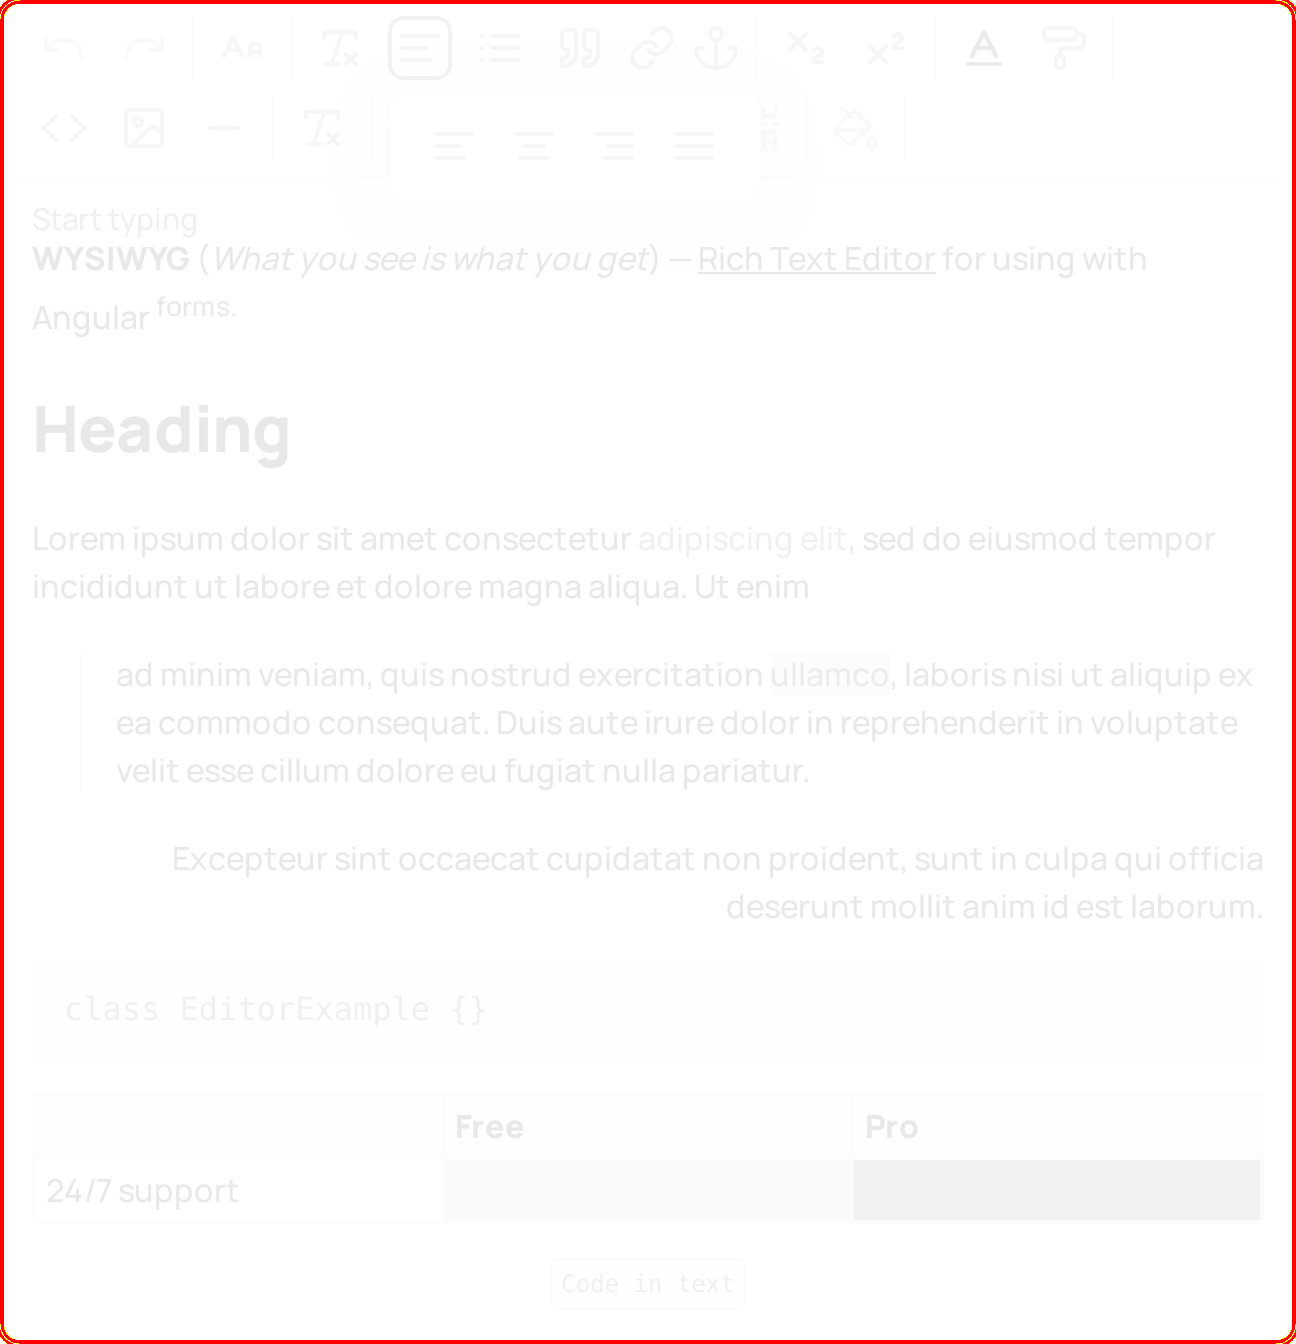 Start typing
WYSIWYG (What you see is what you get) — Rich Text Editor for using with
Angular forms.
Heading
Lorem ipsum dolor sit amet consectetur adipiscing elit, sed do eiusmod tempor
incididunt ut labore et dolore magna aliqua. Ut enim
ad minim veniam, quis nostrud exercitation ullamco, laboris nisi ut aliquip ex
ea commodo consequat. Duis aute irure dolor in reprehenderit in voluptate
velit esse cillum dolore eu fugiat nulla pariatur.
Excepteur sint occaecat cupidatat non proident, sunt in culpa qui officia
deserunt mollit anim id est laborum.
class EditorExample {}
Free Pro
24/7 support
Code in text